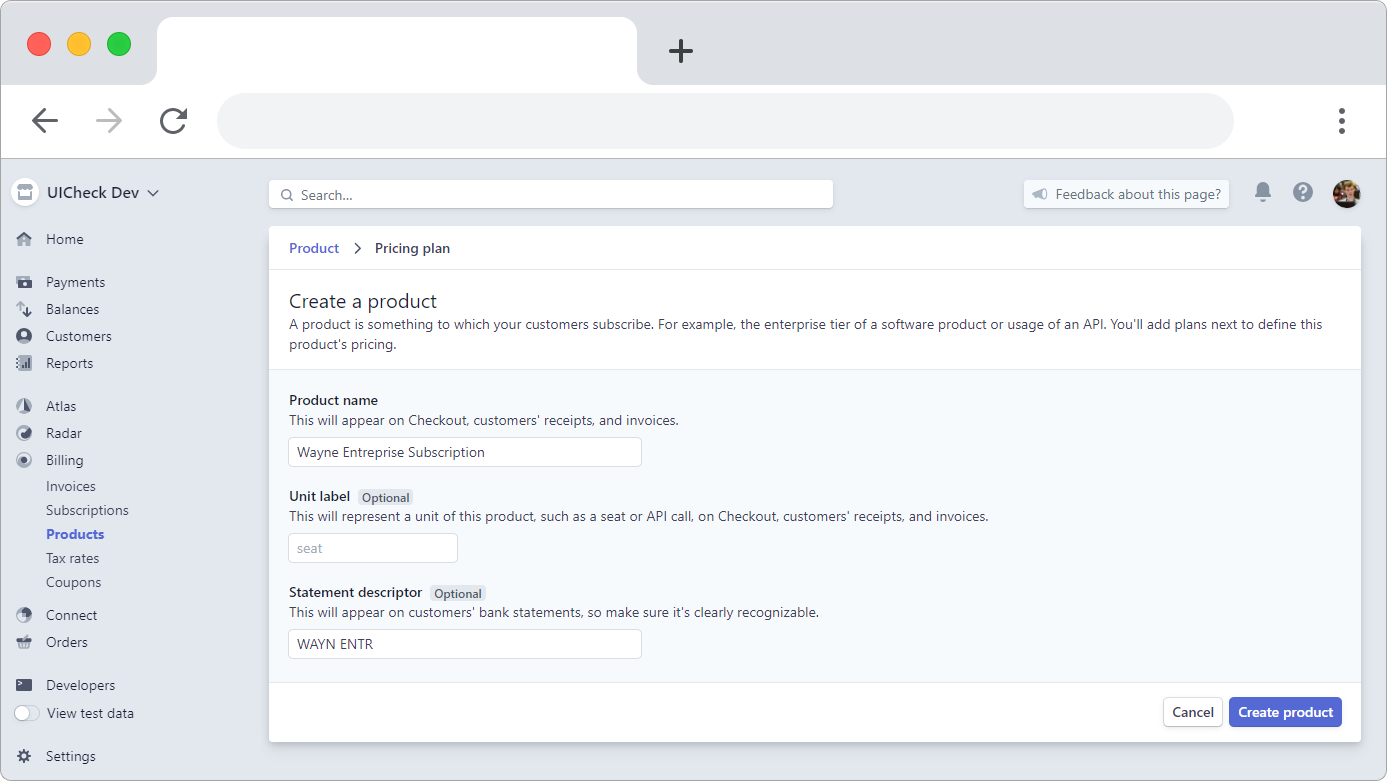 UICheck Dev
Search...
Feedback about this page?
Home
Payments
Balances
Customers
Reports
Atlas
Radar
Billing
Invoices
Subscriptions
Products
Tax rates
Coupons
Connect
Orders
Developers
View test data
Settings
Product > Pricing plan
Create a product
A product is something to which your customers subscribe. For example, the enterprise tier of a software product or usage of an API. You'll add plans next to define this
product's pricing.
Product name
This will appear on Checkout, customers' receipts, and invoices.
Wayne Entreprise Subscription
Unit label Optional
This will represent a unit of this product, such as a seat or API call, on Checkout, customers' receipts, and invoices.
seat
Statement descriptor Optional
This will appear on customers' bank statements, so make sure it's clearly recognizable.
WAYN ENTR
Cancel Create product